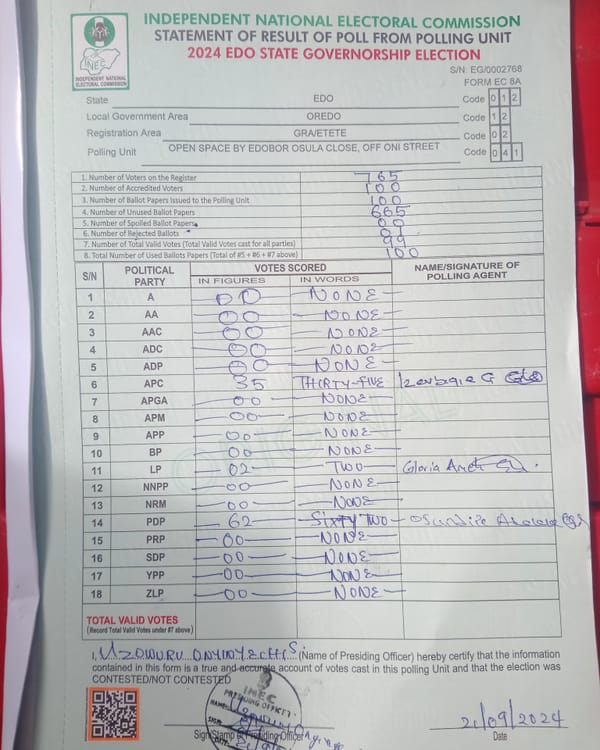 INDEPENDENT NATIONAL ELECTORAL COMMISSION
STATEMENT OF RESULT OF POLL FROM POLLING UNIT
2024 EDO STATE GOVERNORSHIP ELECTION
INEC
INDEPENDENT NATIONAL ELECTORAL COMMISSION
S/N: EG/0002768
FORM EC 8A
State EDO Code 0 1 2
Local Government Area OREDO Code 1 2
Registration Area GRA/ETETE Code 0 2
Polling Unit OPEN SPACE BY EDOBOR OSULA CLOSE, OFF ONI STREET Code 0 4 1
1. Number of Voters on the Register 765
2. Number of Accredited Voters 100
3. Number of Ballot Papers Issued to the Polling Unit 100
4. Number of Unused Ballot Papers 665
5. Number of Spoiled Ballot Papers 00
6. Number of Rejected Ballots 01
7. Number of Total Valid Votes (Total Valid Votes cast for all parties) 99
8. Total Number of Used Ballots Papers (Total of #5 + #6 + #7 above) 100
S/N POLITICAL PARTY VOTES SCORED NAME/SIGNATURE OF POLLING AGENT
IN FIGURES IN WORDS
1 A 00 NONE
2 AA 00 NONE
3 AAC 00 NONE
4 ADC 00 NONE
5 ADP 00 NONE
6 APC 35 THIRTY-FIVE
7 APGA 00 NONE
8 APM 00 NONE
9 APP 00 NONE
10 BP 00 NONE
11 LP 02 TWO Gloria
12 NNPP 00 NONE
13 NRM 00 NONE
14 PDP 62 SIXTY TWO
15 PRP 00 NONE
16 SDP 00 NONE
17 YPP 00 NONE
18 ZLP 00 NONE
TOTAL VALID VOTES
(Record Total Valid Votes under #7 above)
I, UZOWURU ONYINYECHI S (Name of Presiding Officer) hereby certify that the information
contained in this form is a true and accurate account of votes cast in this polling Unit and that the election was
CONTESTED/NOT CONTESTED
INEC
PRESIDING OFFICER
NAME
SIGN
21/09/2024
Sign/Stamp of Presiding Officer Date